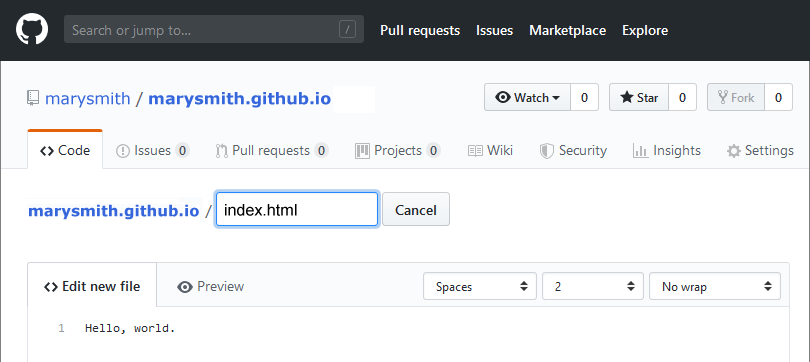 Search or jump to... / Pull requests Issues Marketplace Explore
marysmith / marysmith.github.io Watch 0 Star 0 Fork 0
Code Issues 0 Pull requests 0 Projects 0 Wiki Security Insights Settings
marysmith.github.io / index.html Cancel
Edit new file Preview Spaces 2 No wrap
1 Hello, world.